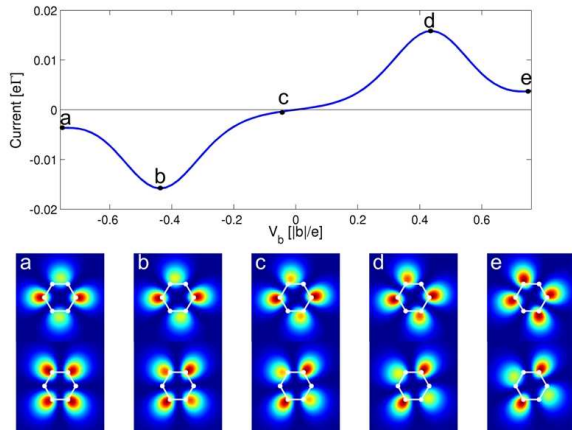 0.02
0.01
0
-0.01
-0.02
Current [eΓ]
a
b
c
d
e
-0.6
-0.4
-0.2
0
0.2
0.4
0.6
V_b [|b|/e]
a
b
c
d
e